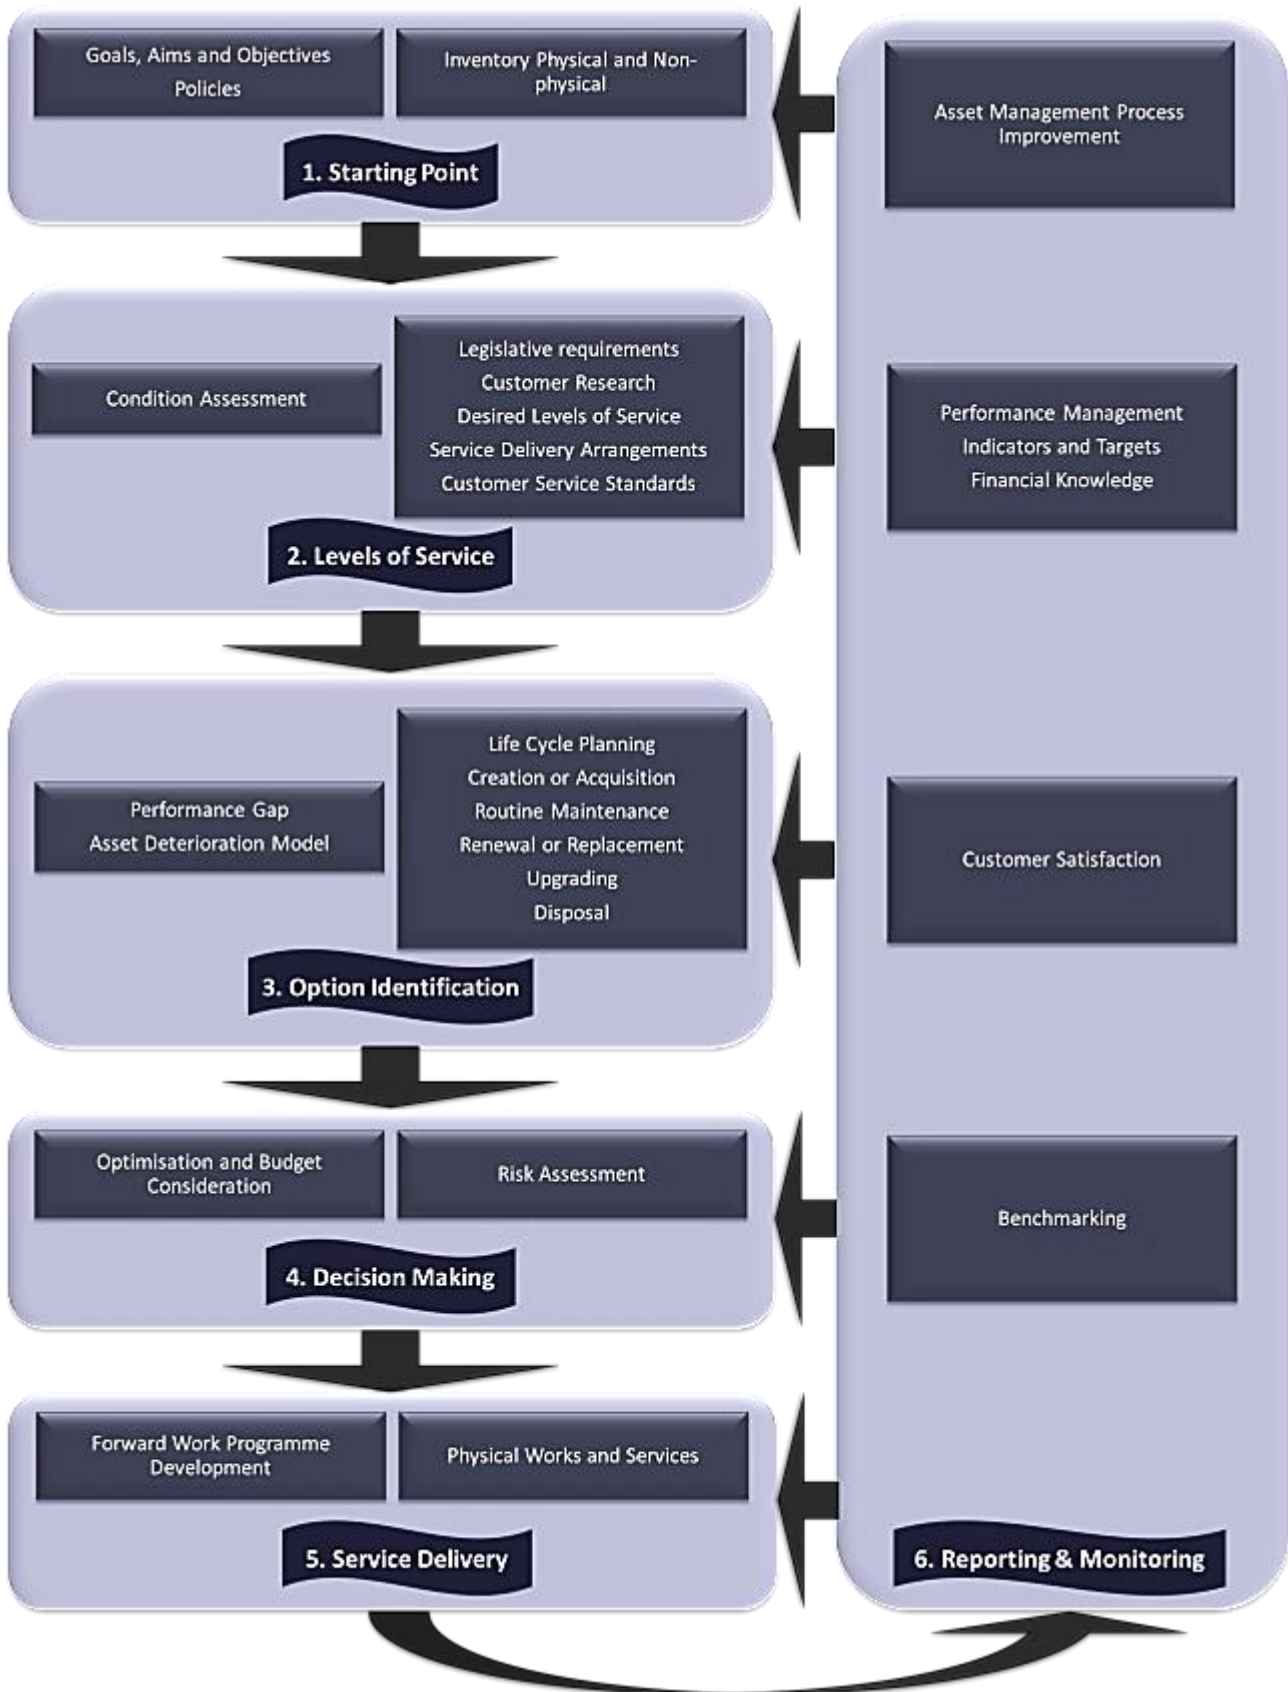 Goals, Aims and Objectives
Policies
Inventory Physical and Non-
physical
1. Starting Point
Condition Assessment
Legislative requirements
Customer Research
Desired Levels of Service
Service Delivery Arrangements
Customer Service Standards
2. Levels of Service
Performance Gap
Asset Deterioration Model
Life Cycle Planning
Creation or Acquisition
Routine Maintenance
Renewal or Replacement
Upgrading
Disposal
3. Option Identification
Optimisation and Budget
Consideration
Risk Assessment
4. Decision Making
Forward Work Programme
Development
Physical Works and Services
5. Service Delivery
Asset Management Process
Improvement
Performance Management
Indicators and Targets
Financial Knowledge
Customer Satisfaction
Benchmarking
6. Reporting & Monitoring